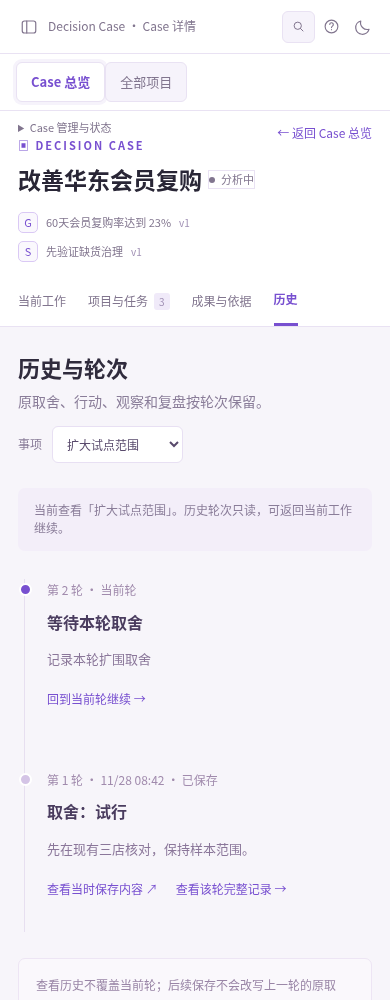 Decision Case • Case 详情
Case 总览
全部项目
▶ Case 管理与状态
DECISION CASE
← 返回 Case 总览
改善华东会员复购
分析中
G 60天会员复购率达到 23% v1
S 先验证缺货治理 v1
当前工作 项目与任务 3 成果与依据 历史
历史与轮次
原取舍、行动、观察和复盘按轮次保留。
事项 扩大试点范围
当前查看「扩大试点范围」。历史轮次只读，可返回当前工作
继续。
第 2 轮 • 当前轮
等待本轮取舍
记录本轮扩围取舍
回到当前轮继续 →
第 1 轮 • 11/28 08:42 • 已保存
取舍：试行
先在现有三店核对，保持样本范围。
查看当时保存内容 ↗ 查看该轮完整记录 →
查看历史不覆盖当前轮；后续保存不会改写上一轮的原取